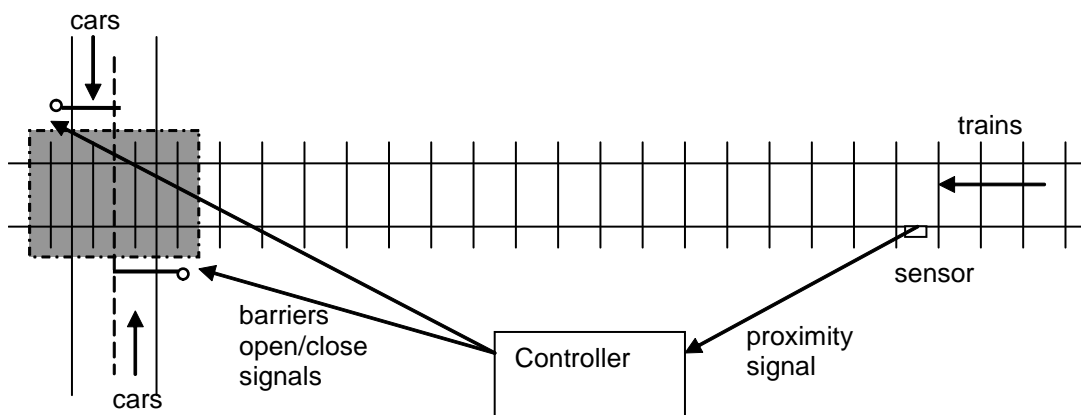 cars
trains
sensor
barriers
open/close
signals
Controller
proximity
signal
cars